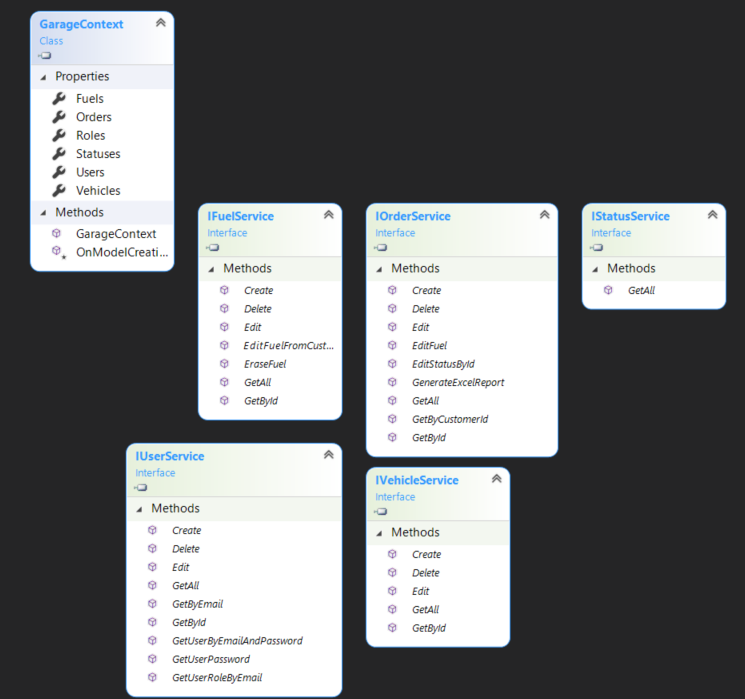 GarageContext
Class
Properties
Fuels
Orders
Roles
Statuses
Users
Vehicles
Methods
GarageContext
OnModelCreati...
IFuelService
Interface
Methods
Create
Delete
Edit
EditFuelFromCust...
EraseFuel
GetAll
GetById
IOrderService
Interface
Methods
Create
Delete
Edit
EditFuel
EditStatusById
GenerateExcelReport
GetAll
GetByCustomerId
GetById
IStatusService
Interface
Methods
GetAll
IUserService
Interface
Methods
Create
Delete
Edit
GetAll
GetByEmail
GetById
GetUserByEmailAndPassword
GetUserPassword
GetUserRoleByEmail
IVehicleService
Interface
Methods
Create
Delete
Edit
GetAll
GetById